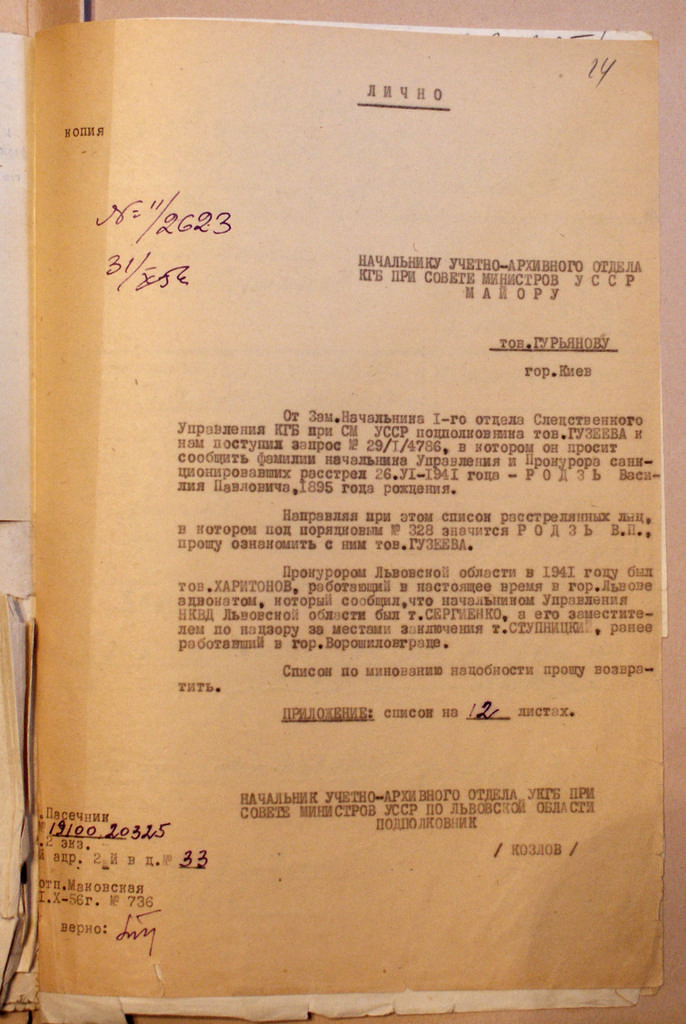 24
ЛИЧНО
КОПИЯ
№ 11/2623
31/X56
НАЧАЛЬНИКУ УЧЕТНО-АРХИВНОГО ОТДЕЛА
КГБ ПРИ СОВЕТЕ МИНИСТРОВ УССР
МАЙОРУ
тов.ГУРЬЯНОВУ
гор.Киев
От Зам.Начальника I-го отдела Следственного
Управления КГБ при СМ УССР подполковника тов.ГУЗЕЕВА к
нам поступил запрос № 29/I/4786, в котором он просит
сообщить фамилии начальника Управления и Прокурора санк-
ционировавших расстрел 26.VI-1941 года - РОДЗЬ Васи-
лия Павловича,1895 года рождения.
Направляя при этом список расстрелянных лиц,
в котором под порядковым № 328 значится РОДЗЬ В.П.,
прошу ознакомить с ним тов.ГУЗЕЕВА.
Прокурором Львовской области в 1941 году был
тов.ХАРИТОНОВ, работающий в настоящее время в гор.Львове
адвокатом, который сообщил,что начальником Управления
НКВД Львовской области был т.СЕРГИЕНКО, а его заместите-
лем по надзору за местами заключения т.СТУПНИЦКИЙ, ранее
работавший в гор.Ворошиловграде.
Список по миновании надобности прошу возвра-
тить.
ПРИЛОЖЕНИЕ: список на 12 листах.
НАЧАЛЬНИК УЧЕТНО-АРХИВНОГО ОТДЕЛА УКГБ ПРИ
СОВЕТЕ МИНИСТРОВ УССР ПО ЛЬВОВСКОЙ ОБЛАСТИ
ПОДПОЛКОВНИК
/ КОЗЛОВ /
.Пасечник
№ 19100.20325
.2 экз.
й адр. 2 й в д.№ 33
отп.Маковская
I.X-56г. № 736
верно: